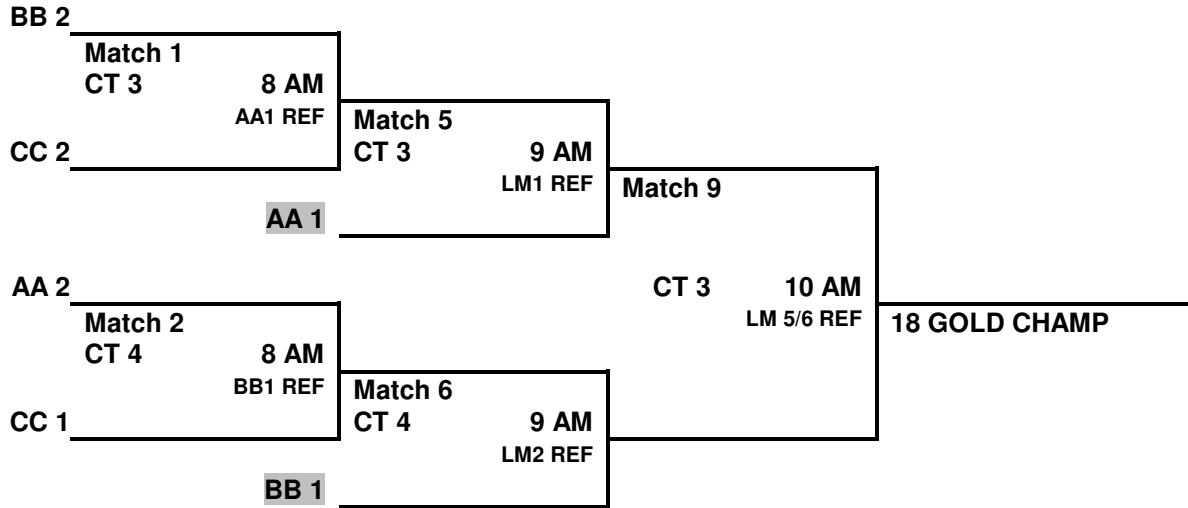 BB 2
Match 1
CT 3 8 AM
AA1 REF
Match 5
CC 2
CT 3 9 AM
LM1 REF
Match 9
AA 1
AA 2
CT 3 10 AM
LM 5/6 REF
Match 2
18 GOLD CHAMP
CT 4 8 AM
BB1 REF
Match 6
CC 1
CT 4 9 AM
LM2 REF
BB 1